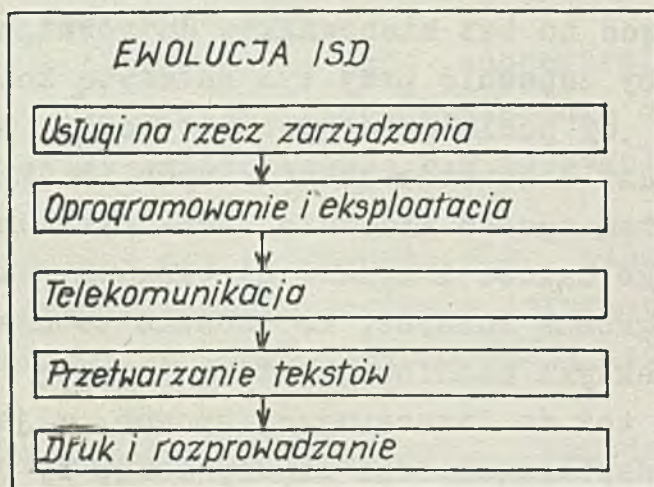 EWOLUCJA ISD
Usługi na rzecz zarządzania
Oprogramowanie i eksploatacja
Telekomunikacja
Przetwarzanie tekstów
Druk i rozprowadzanie